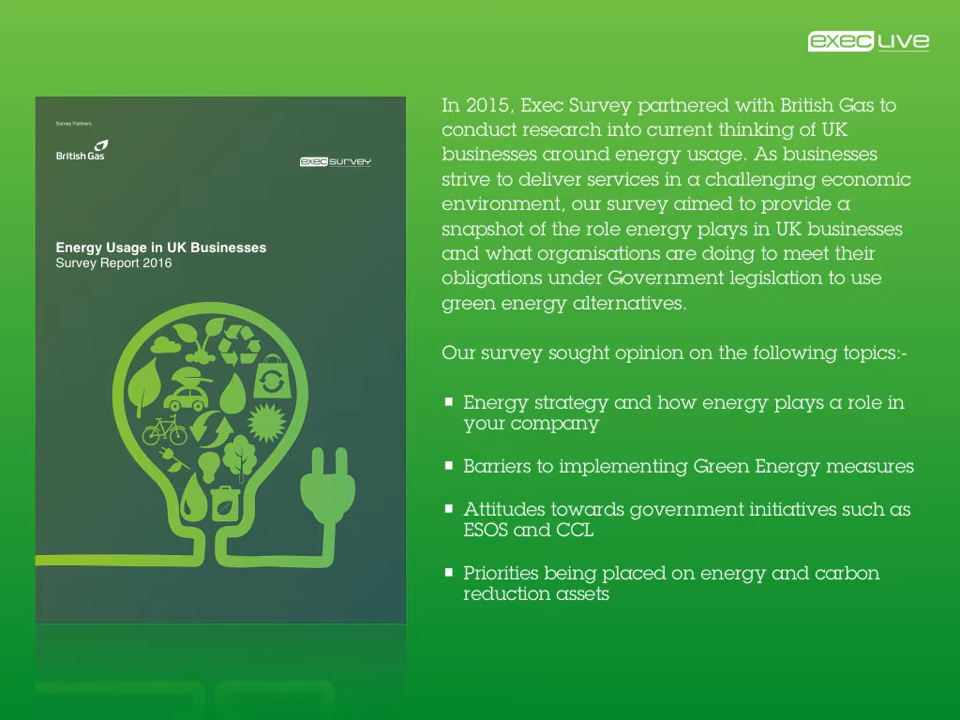 exec LIVE
Survey Partners
British Gas
exec survey
Energy Usage in UK Businesses
Survey Report 2016
In 2015, Exec Survey partnered with British Gas to
conduct research into current thinking of UK
businesses around energy usage. As businesses
strive to deliver services in a challenging economic
environment, our survey aimed to provide a
snapshot of the role energy plays in UK businesses
and what organisations are doing to meet their
obligations under Government legislation to use
green energy alternatives.
Our survey sought opinion on the following topics:-
▪ Energy strategy and how energy plays a role in
your company
▪ Barriers to implementing Green Energy measures
▪ Attitudes towards government initiatives such as
ESOS and CCL
▪ Priorities being placed on energy and carbon
reduction assets